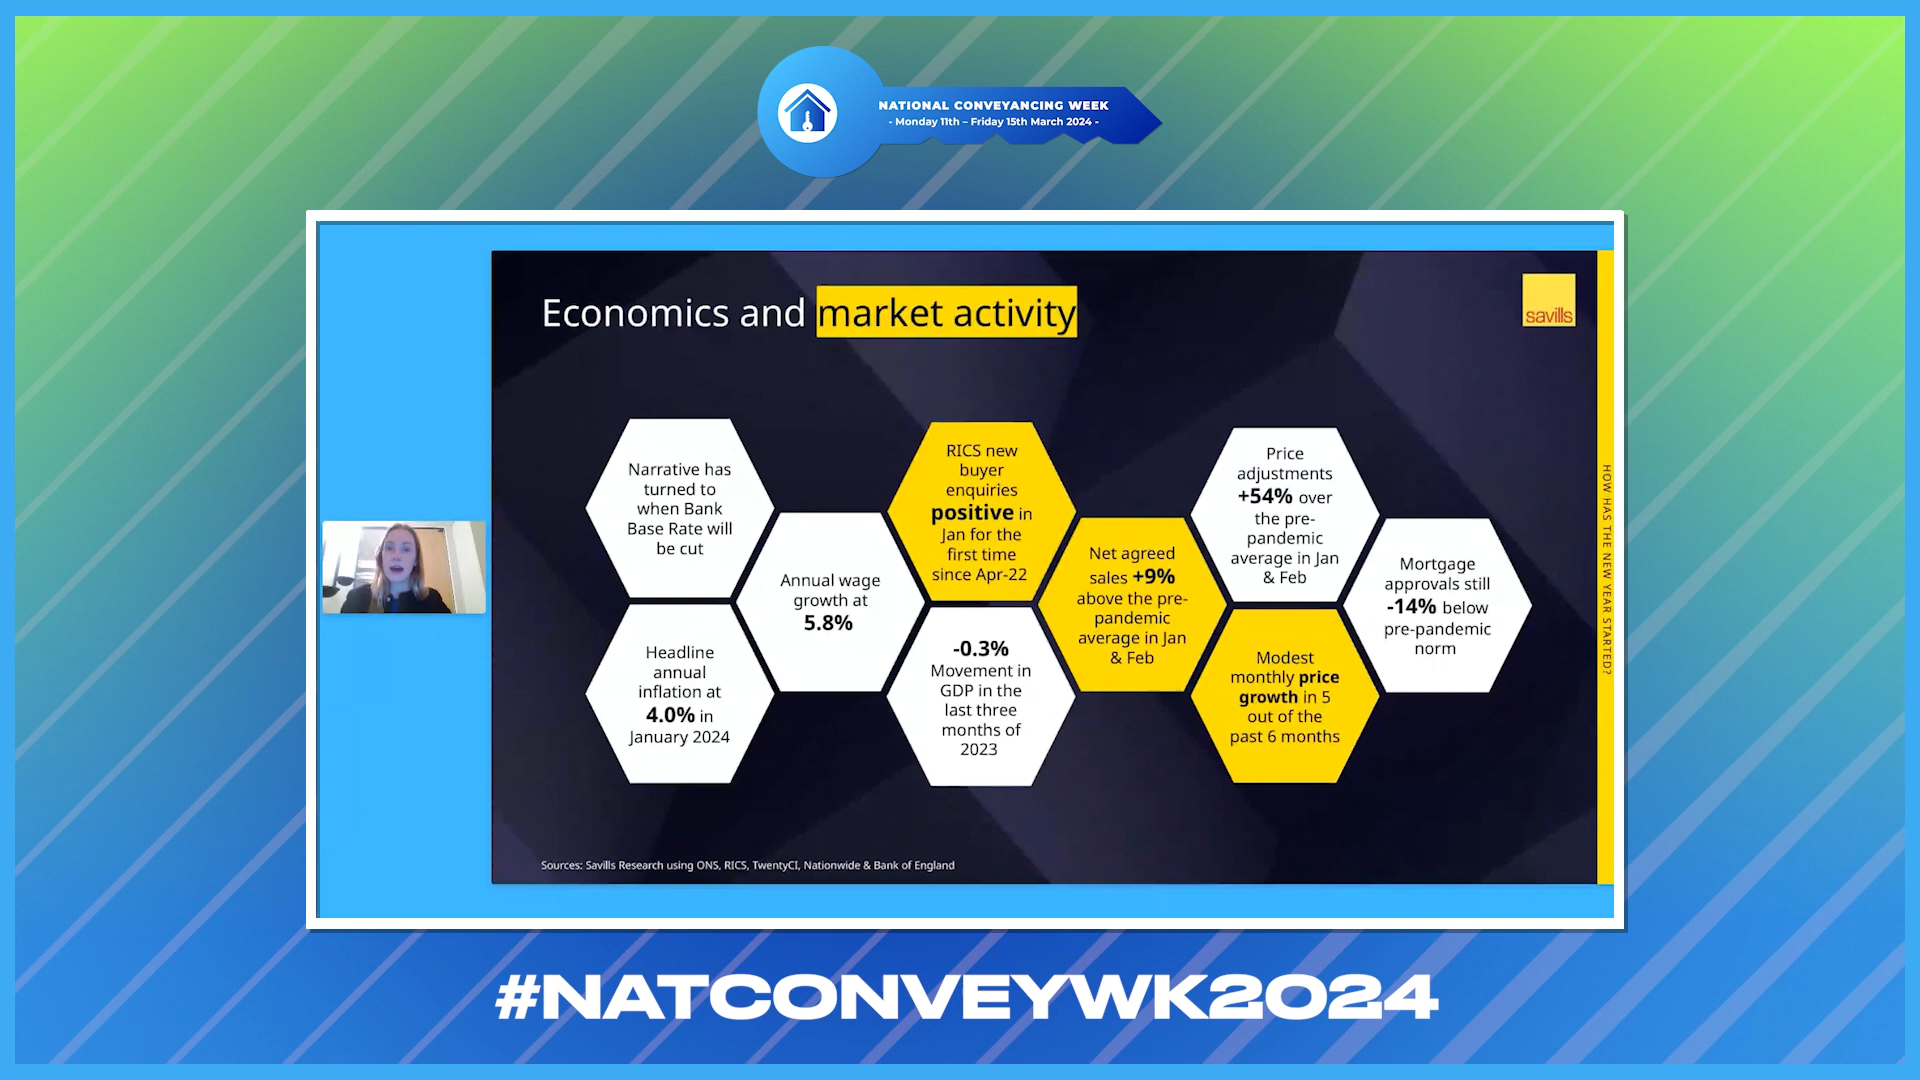 NATIONAL CONVEYANCING WEEK
- Monday 11th – Friday 15th March 2024 -
Economics and market activity
savills
Narrative has
turned to
when Bank
Base Rate will
be cut
Headline
annual
inflation at
4.0% in
January 2024
Annual wage
growth at
5.8%
RICS new
buyer
enquiries
positive in
Jan for the
first time
since Apr-22
-0.3%
Movement in
GDP in the
last three
months of
2023
Net agreed
sales +9%
above the pre-
pandemic
average in Jan
& Feb
Price
adjustments
+54% over
the pre-
pandemic
average in Jan
& Feb
Modest
monthly price
growth in 5
out of the
past 6 months
Mortgage
approvals still
-14% below
pre-pandemic
norm
HOW HAS THE NEW YEAR STARTED?
Sources: Savills Research using ONS, RICS, TwentyCI, Nationwide & Bank of England
#NATCONVEYWK2024